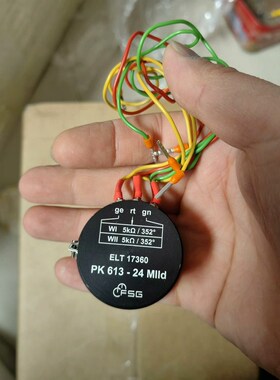 ge rt gn
WI 5kΩ / 352°
WII 5kΩ / 352°
ELT 17360
PK 613 - 24 MIId
FSG